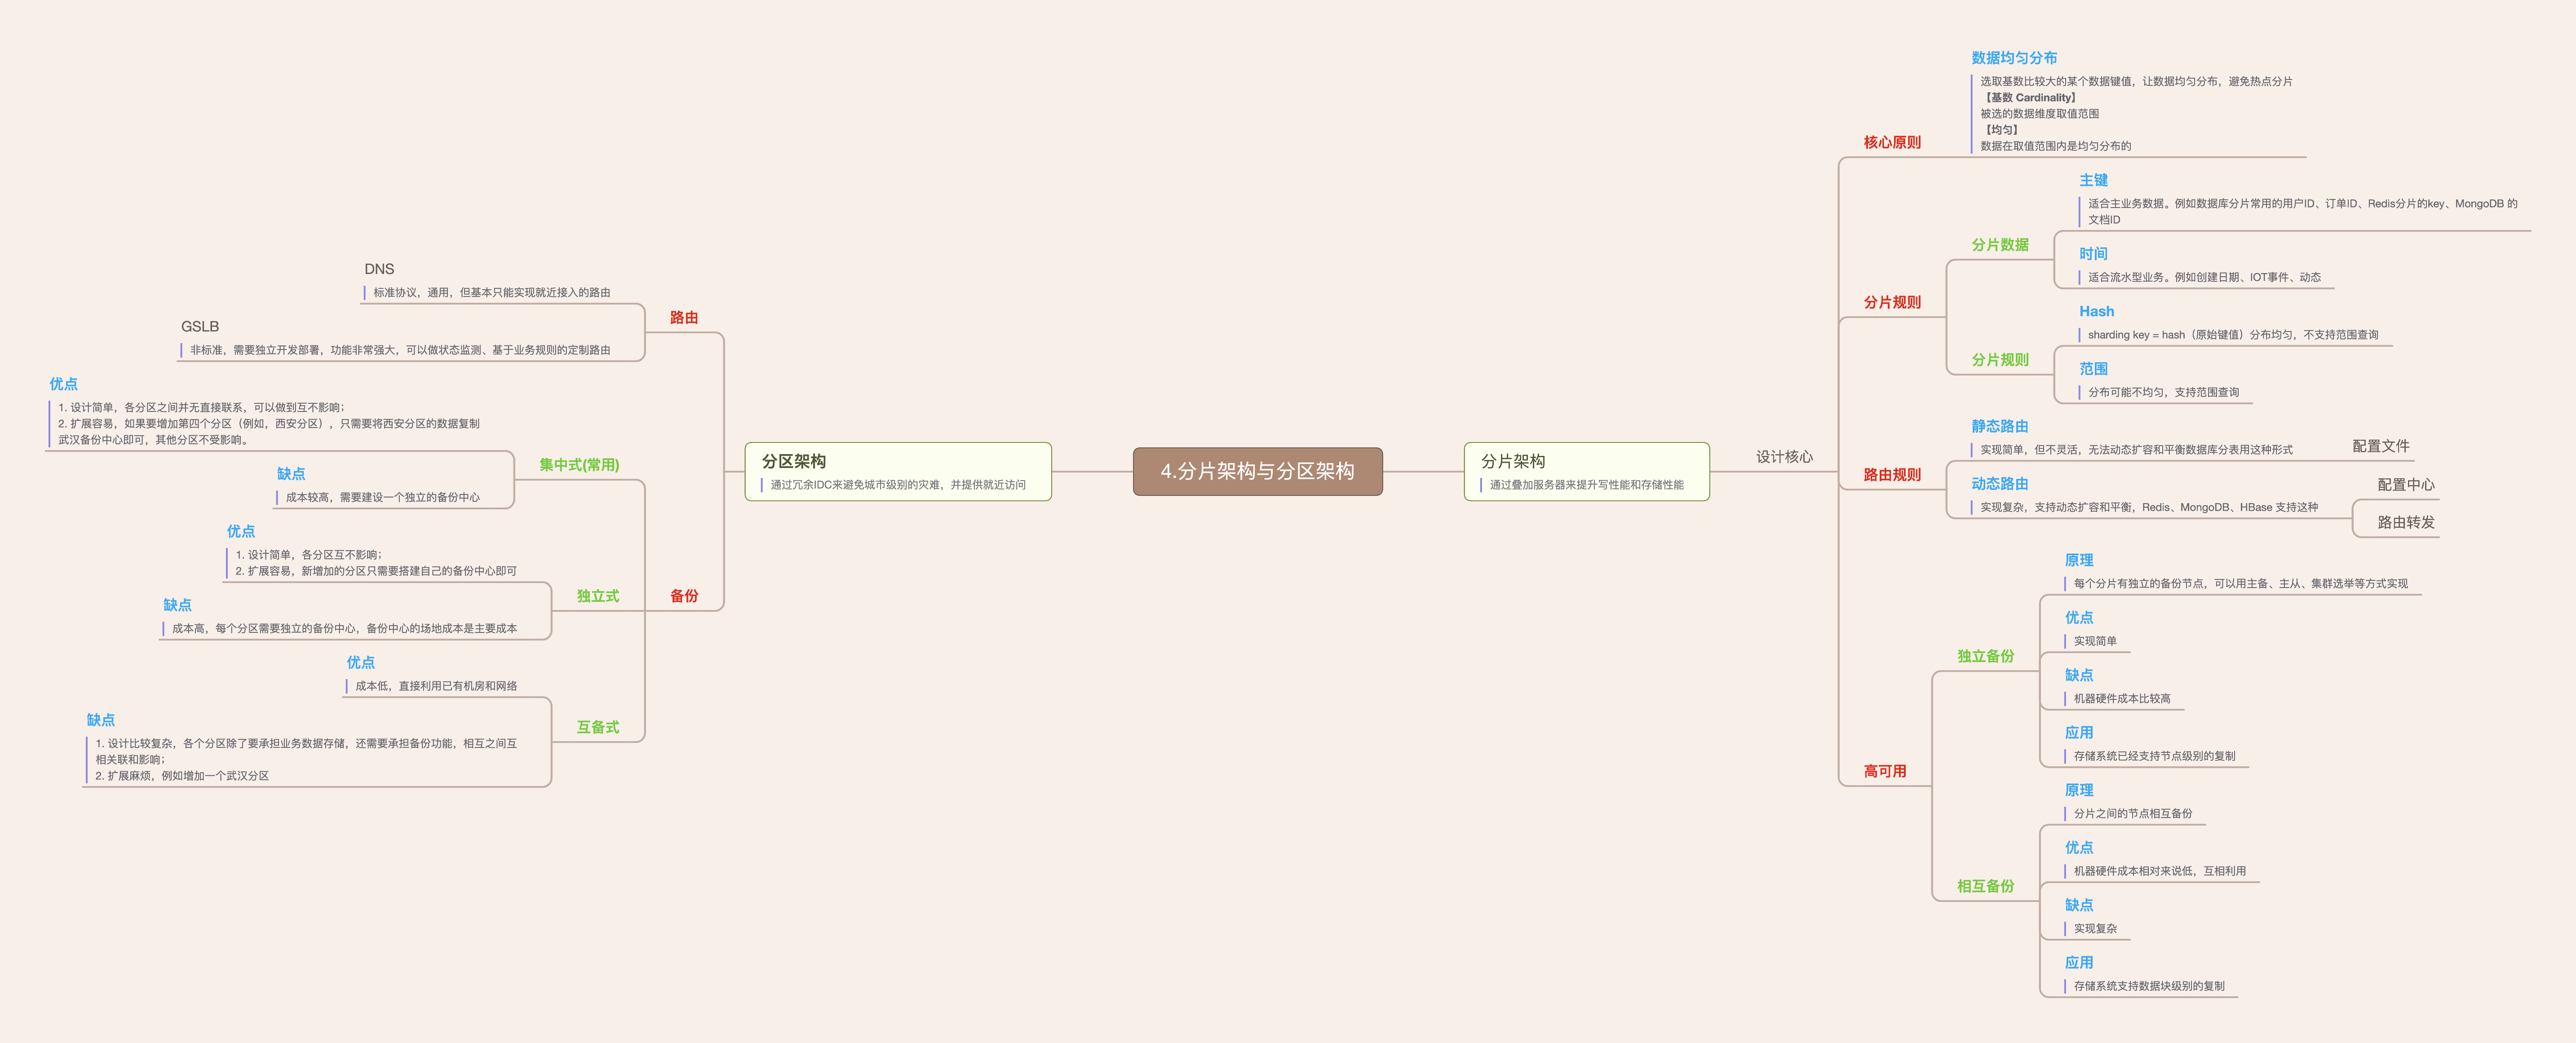 4.分片架构与分区架构
分片架构
通过叠加服务器来提升写性能和存储性能
设计核心
核心原则
数据均匀分布
选取基数比较大的某个数据键值，让数据均匀分布，避免热点分片
【基数 Cardinality】
被选的数据维度取值范围
【均匀】
数据在取值范围内是均匀分布的
分片规则
分片数据
主键
适合主业务数据。例如数据库分片常用的用户ID、订单ID、Redis分片的key、MongoDB 的
文档ID
时间
适合流水型业务。例如创建日期、IOT事件、动态
分片规则
Hash
sharding key = hash（原始键值）分布均匀，不支持范围查询
范围
分布可能不均匀，支持范围查询
路由规则
静态路由
实现简单，但不灵活，无法动态扩容和平衡数据库分表用这种形式
配置文件
动态路由
实现复杂，支持动态扩容和平衡，Redis、MongoDB、HBase 支持这种
配置中心
路由转发
高可用
独立备份
原理
每个分片有独立的备份节点，可以用主备、主从、集群选举等方式实现
优点
实现简单
缺点
机器硬件成本比较高
应用
存储系统已经支持节点级别的复制
相互备份
原理
分片之间的节点相互备份
优点
机器硬件成本相对来说低，互相利用
缺点
实现复杂
应用
存储系统支持数据块级别的复制
分区架构
通过冗余IDC来避免城市级别的灾难，并提供就近访问
路由
DNS
标准协议，通用，但基本只能实现就近接入的路由
GSLB
非标准，需要独立开发部署，功能非常强大，可以做状态监测、基于业务规则的定制路由
备份
集中式(常用)
优点
1. 设计简单，各分区之间并无直接联系，可以做到互不影响；
2. 扩展容易，如果要增加第四个分区（例如，西安分区），只需要将西安分区的数据复制
武汉备份中心即可，其他分区不受影响。
缺点
成本较高，需要建设一个独立的备份中心
独立式
优点
1. 设计简单，各分区互不影响；
2. 扩展容易，新增加的分区只需要搭建自己的备份中心即可
缺点
成本高，每个分区需要独立的备份中心，备份中心的场地成本是主要成本
互备式
优点
成本低，直接利用已有机房和网络
缺点
1. 设计比较复杂，各个分区除了要承担业务数据存储，还需要承担备份功能，相互之间互
相关联和影响；
2. 扩展麻烦，例如增加一个武汉分区